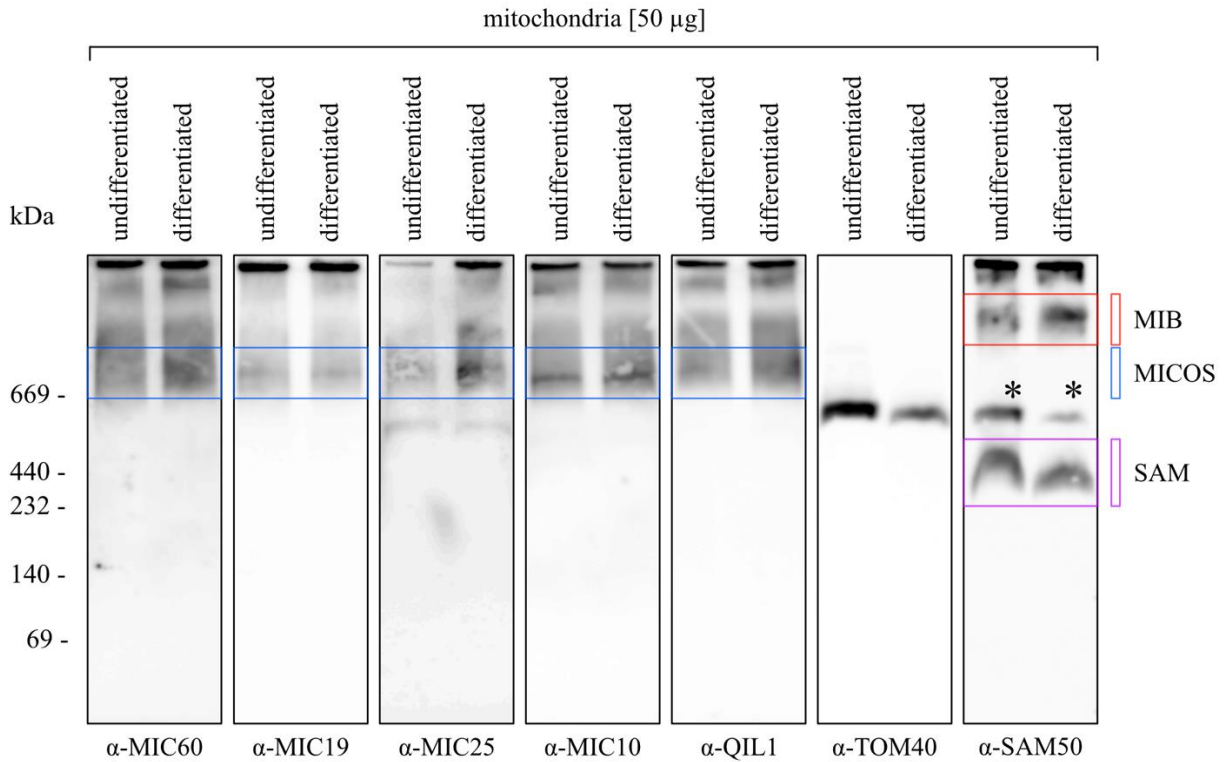 mitochondria [50 µg]
undifferentiated
differentiated
undifferentiated
differentiated
undifferentiated
differentiated
undifferentiated
differentiated
undifferentiated
differentiated
undifferentiated
differentiated
undifferentiated
differentiated
kDa
669 -
440 -
232 -
140 -
69 -
* *
MIB
MICOS
SAM
α-MIC60 α-MIC19 α-MIC25 α-MIC10 α-QIL1 α-TOM40 α-SAM50